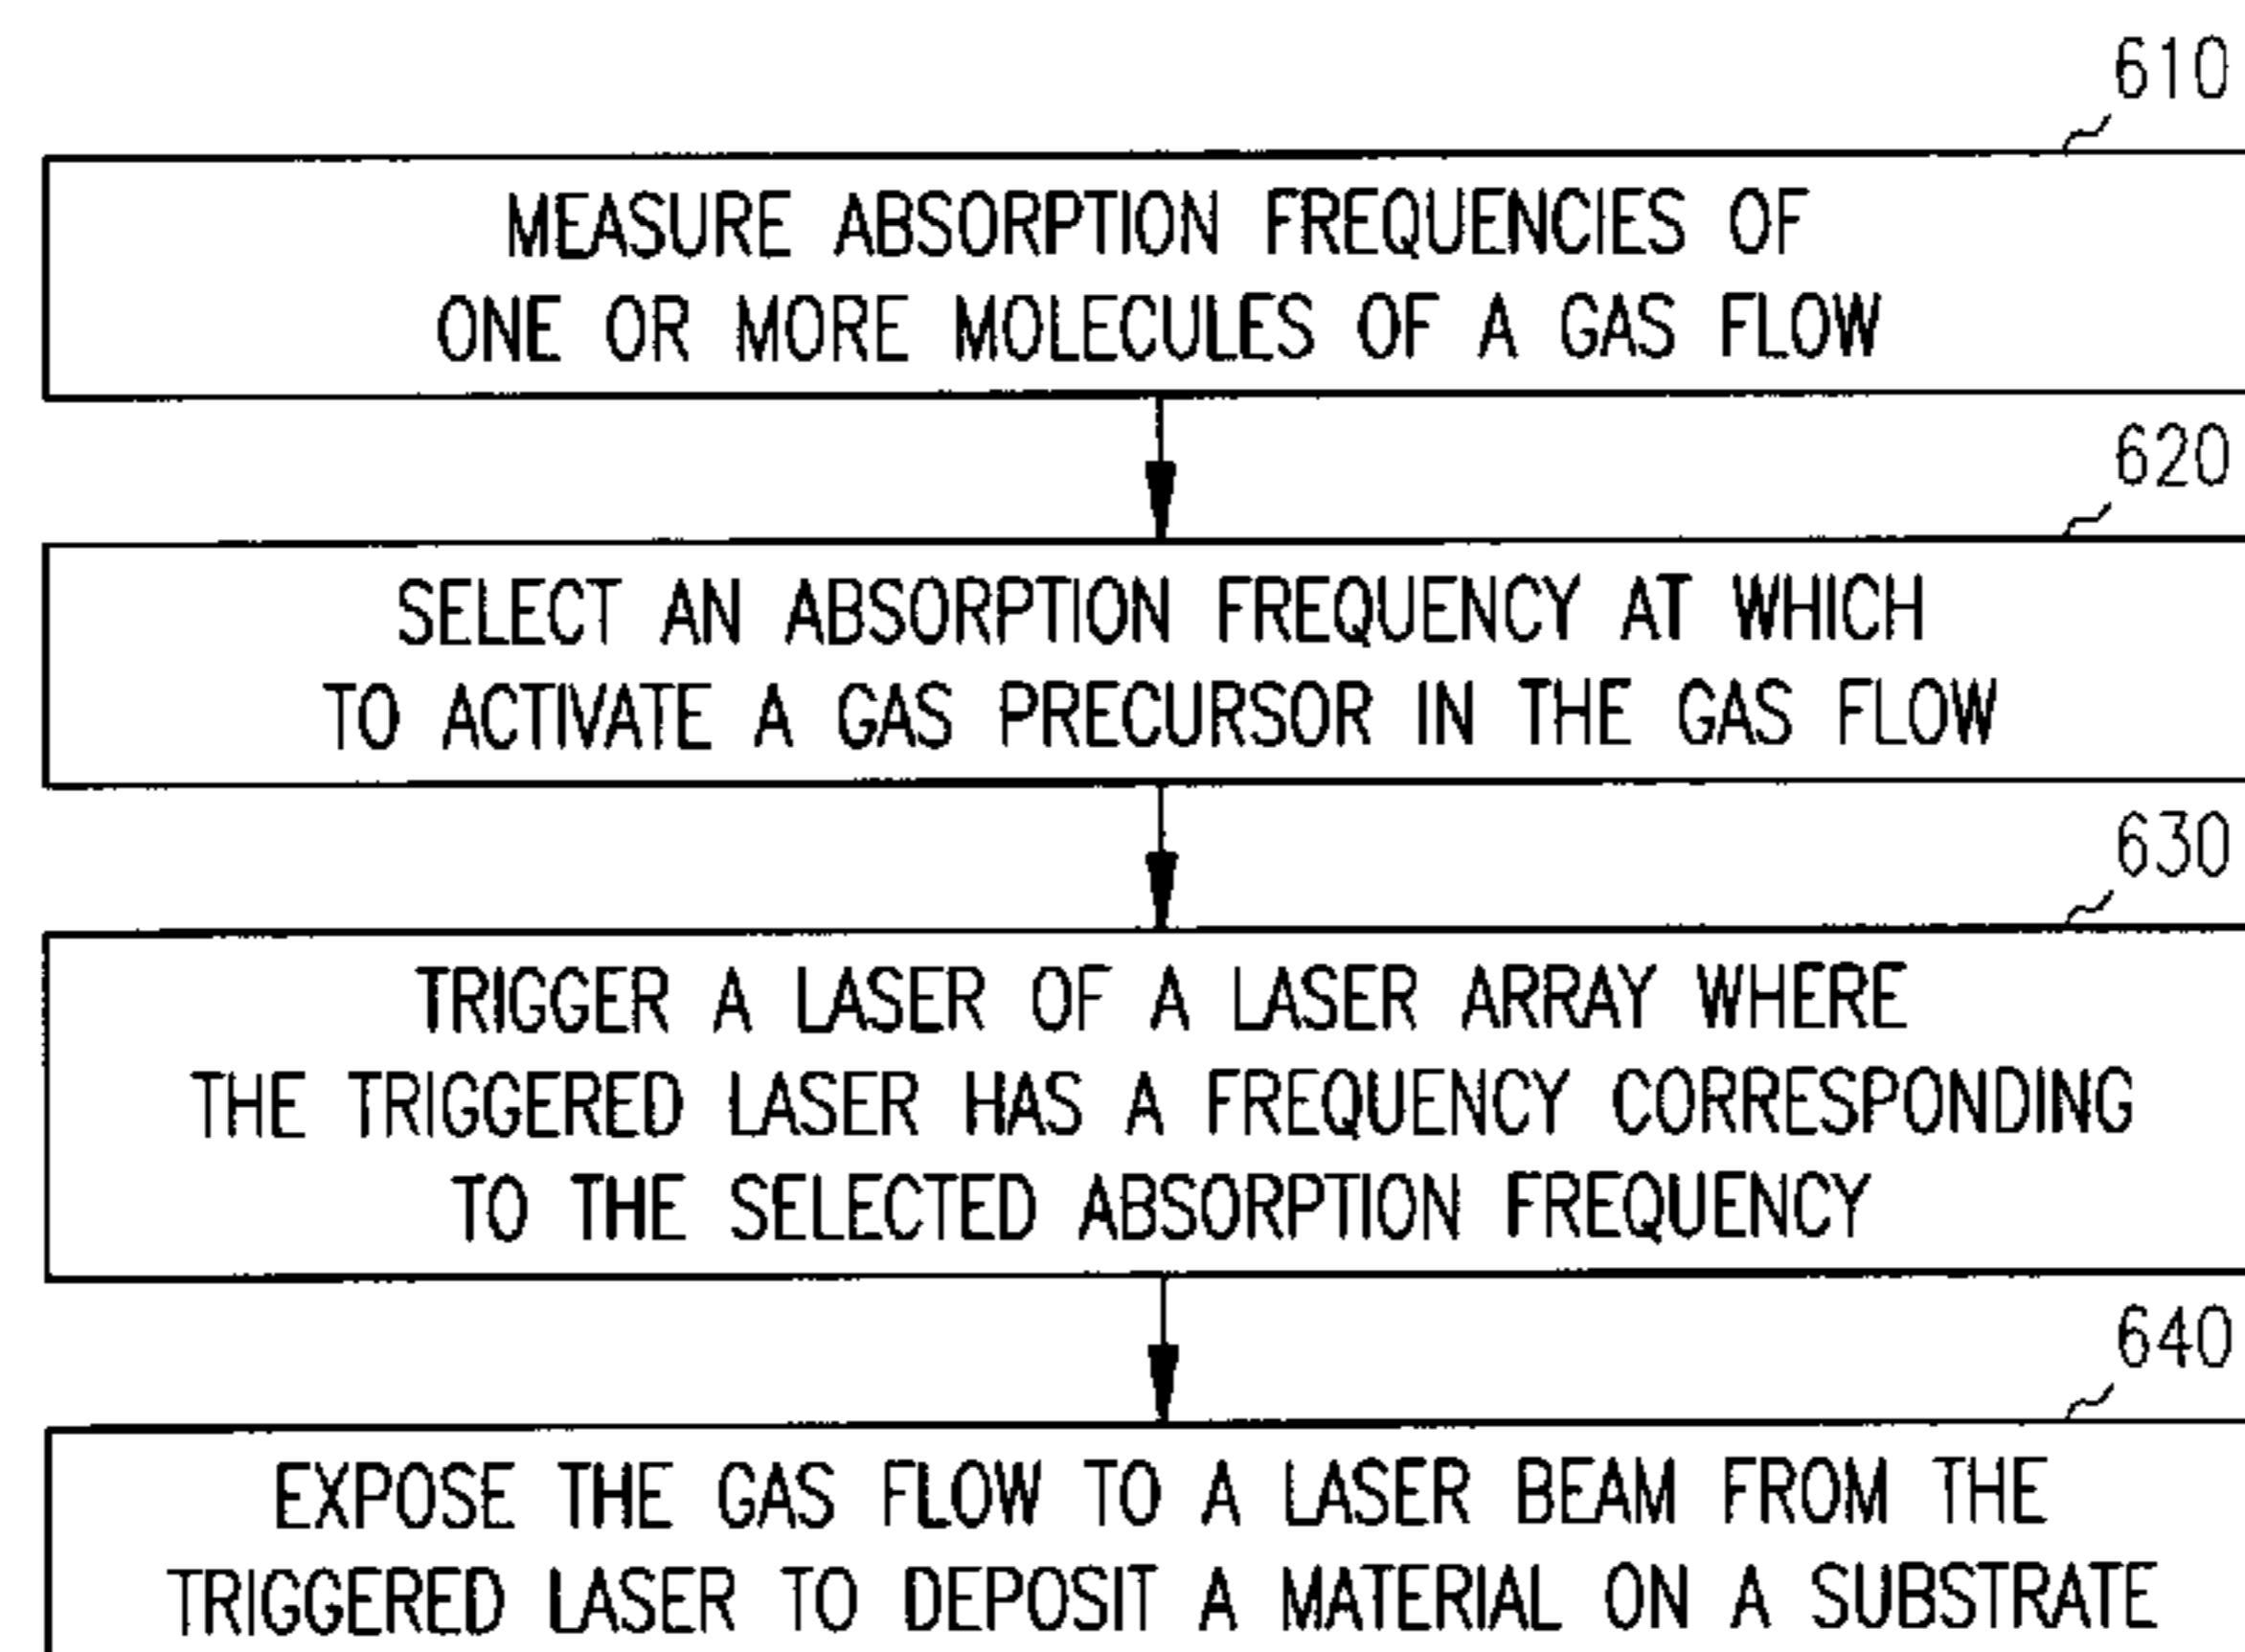 610
MEASURE ABSORPTION FREQUENCIES OF
ONE OR MORE MOLECULES OF A GAS FLOW
620
SELECT AN ABSORPTION FREQUENCY AT WHICH
TO ACTIVATE A GAS PRECURSOR IN THE GAS FLOW
630
TRIGGER A LASER OF A LASER ARRAY WHERE
THE TRIGGERED LASER HAS A FREQUENCY CORRESPONDING
TO THE SELECTED ABSORPTION FREQUENCY
640
EXPOSE THE GAS FLOW TO A LASER BEAM FROM THE
TRIGGERED LASER TO DEPOSIT A MATERIAL ON A SUBSTRATE